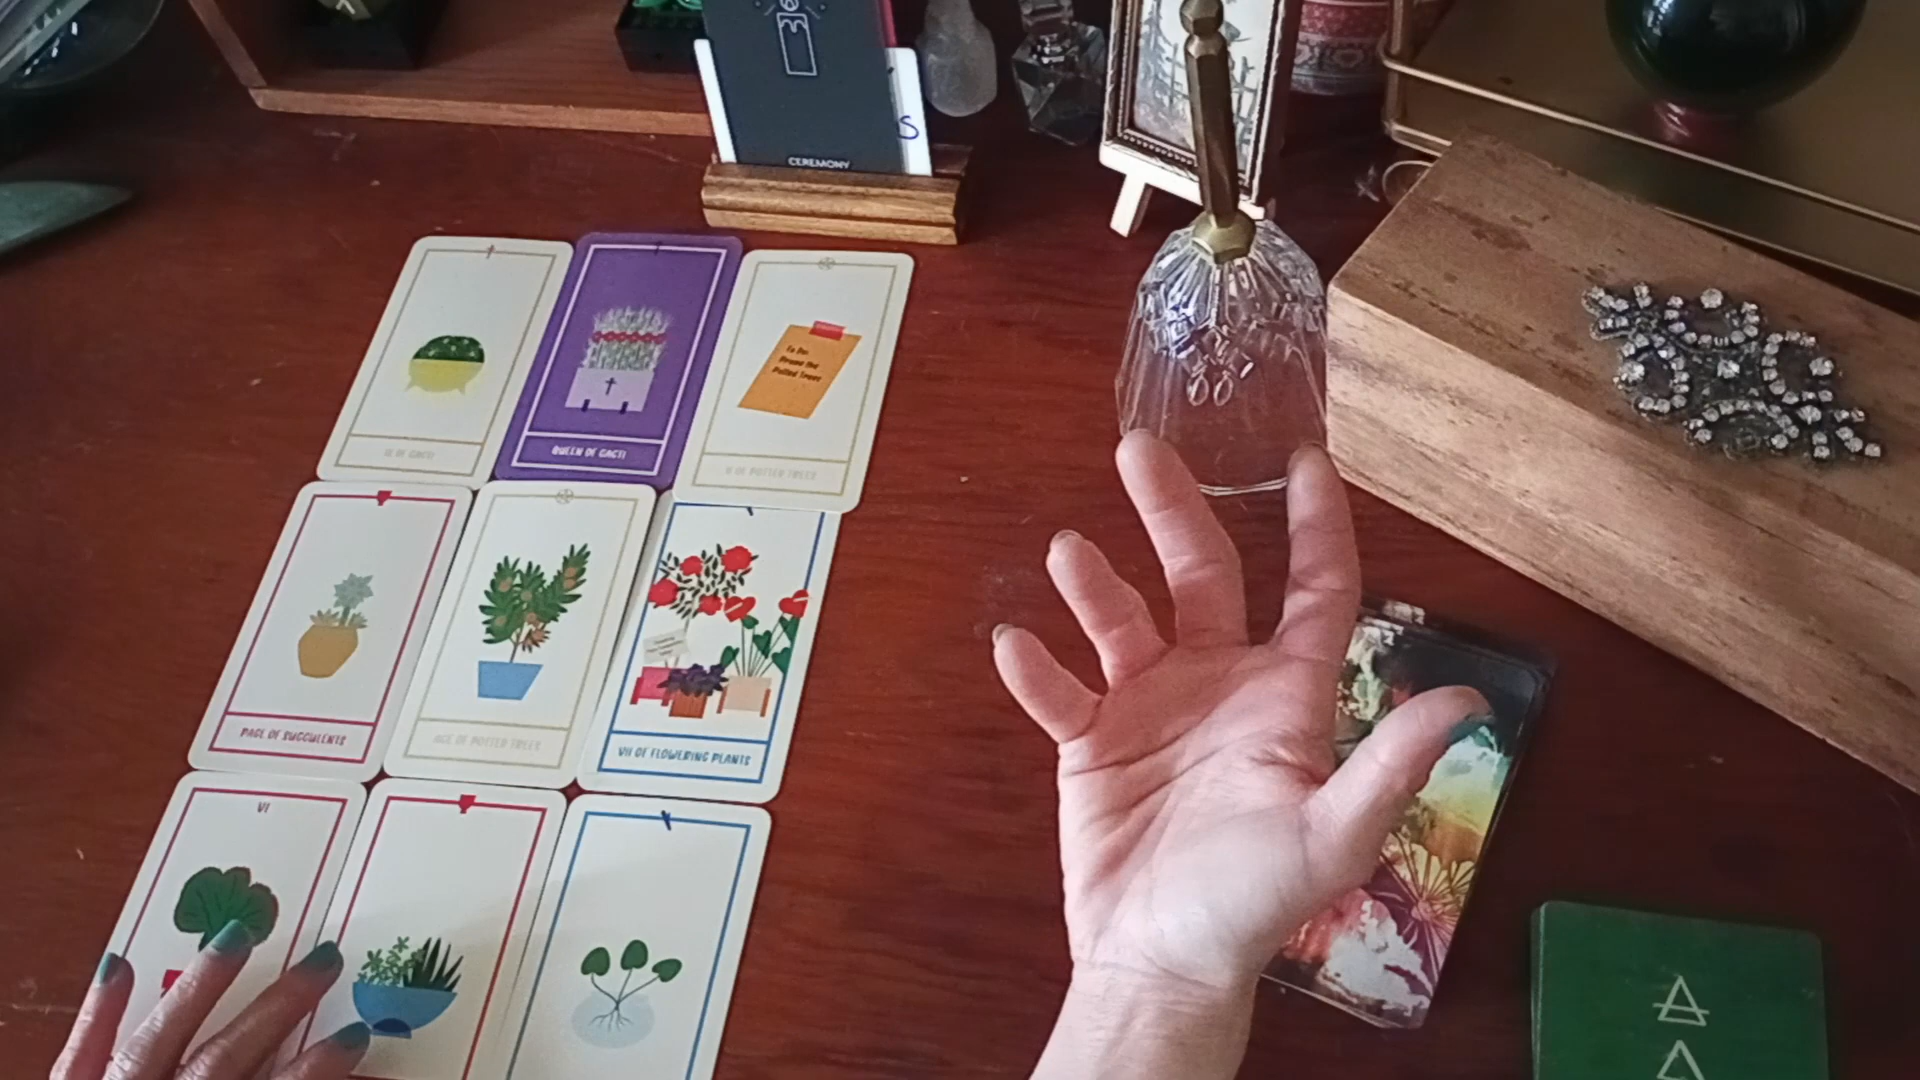 S
CEREMONY
QUEEN OF CACTI
To Do:
Repot the
Potted Trees
PAGE OF SUCCULENTS
ACE OF POTTED TREES
VII OF FLOWERING PLANTS
VI